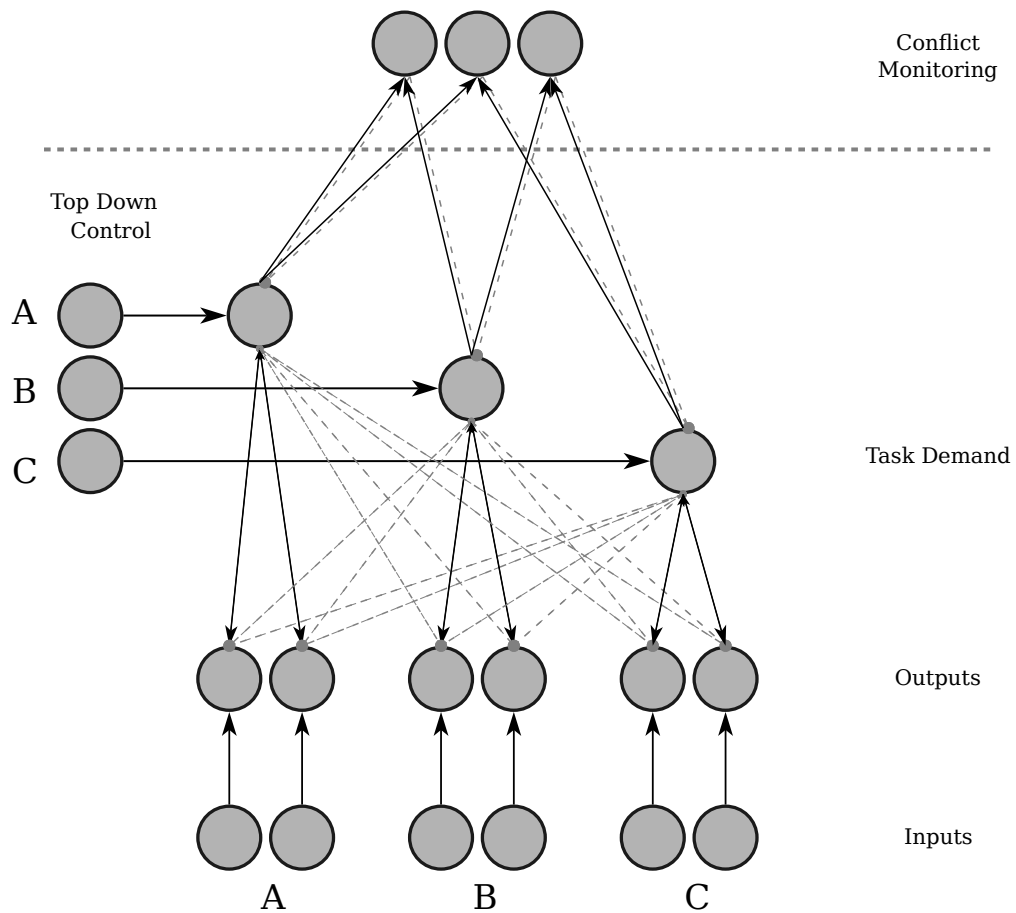 Conflict
Monitoring
Top Down
Control
A
B
C
Task Demand
Outputs
Inputs
A B C